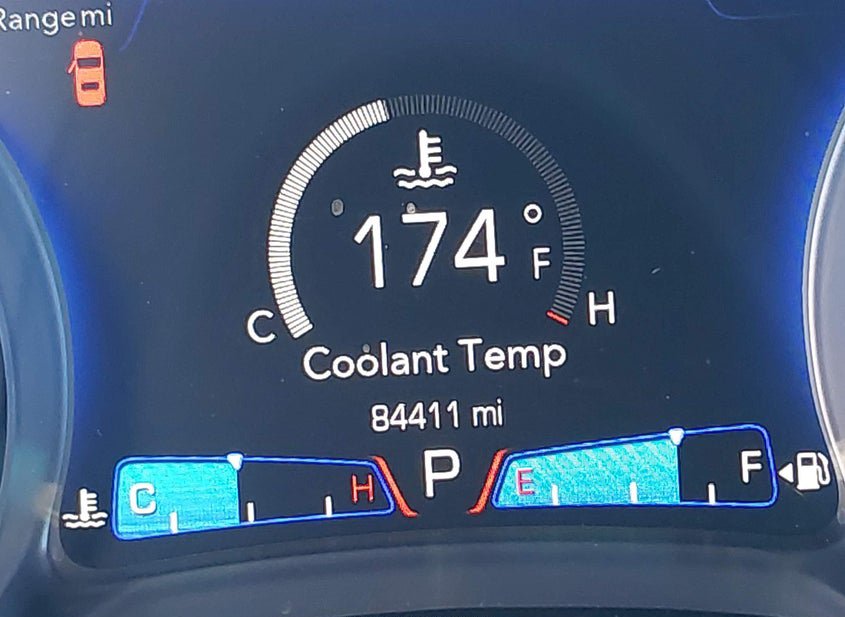 Range mi
174 °F
C H
Coolant Temp
84411 mi
C H P E F